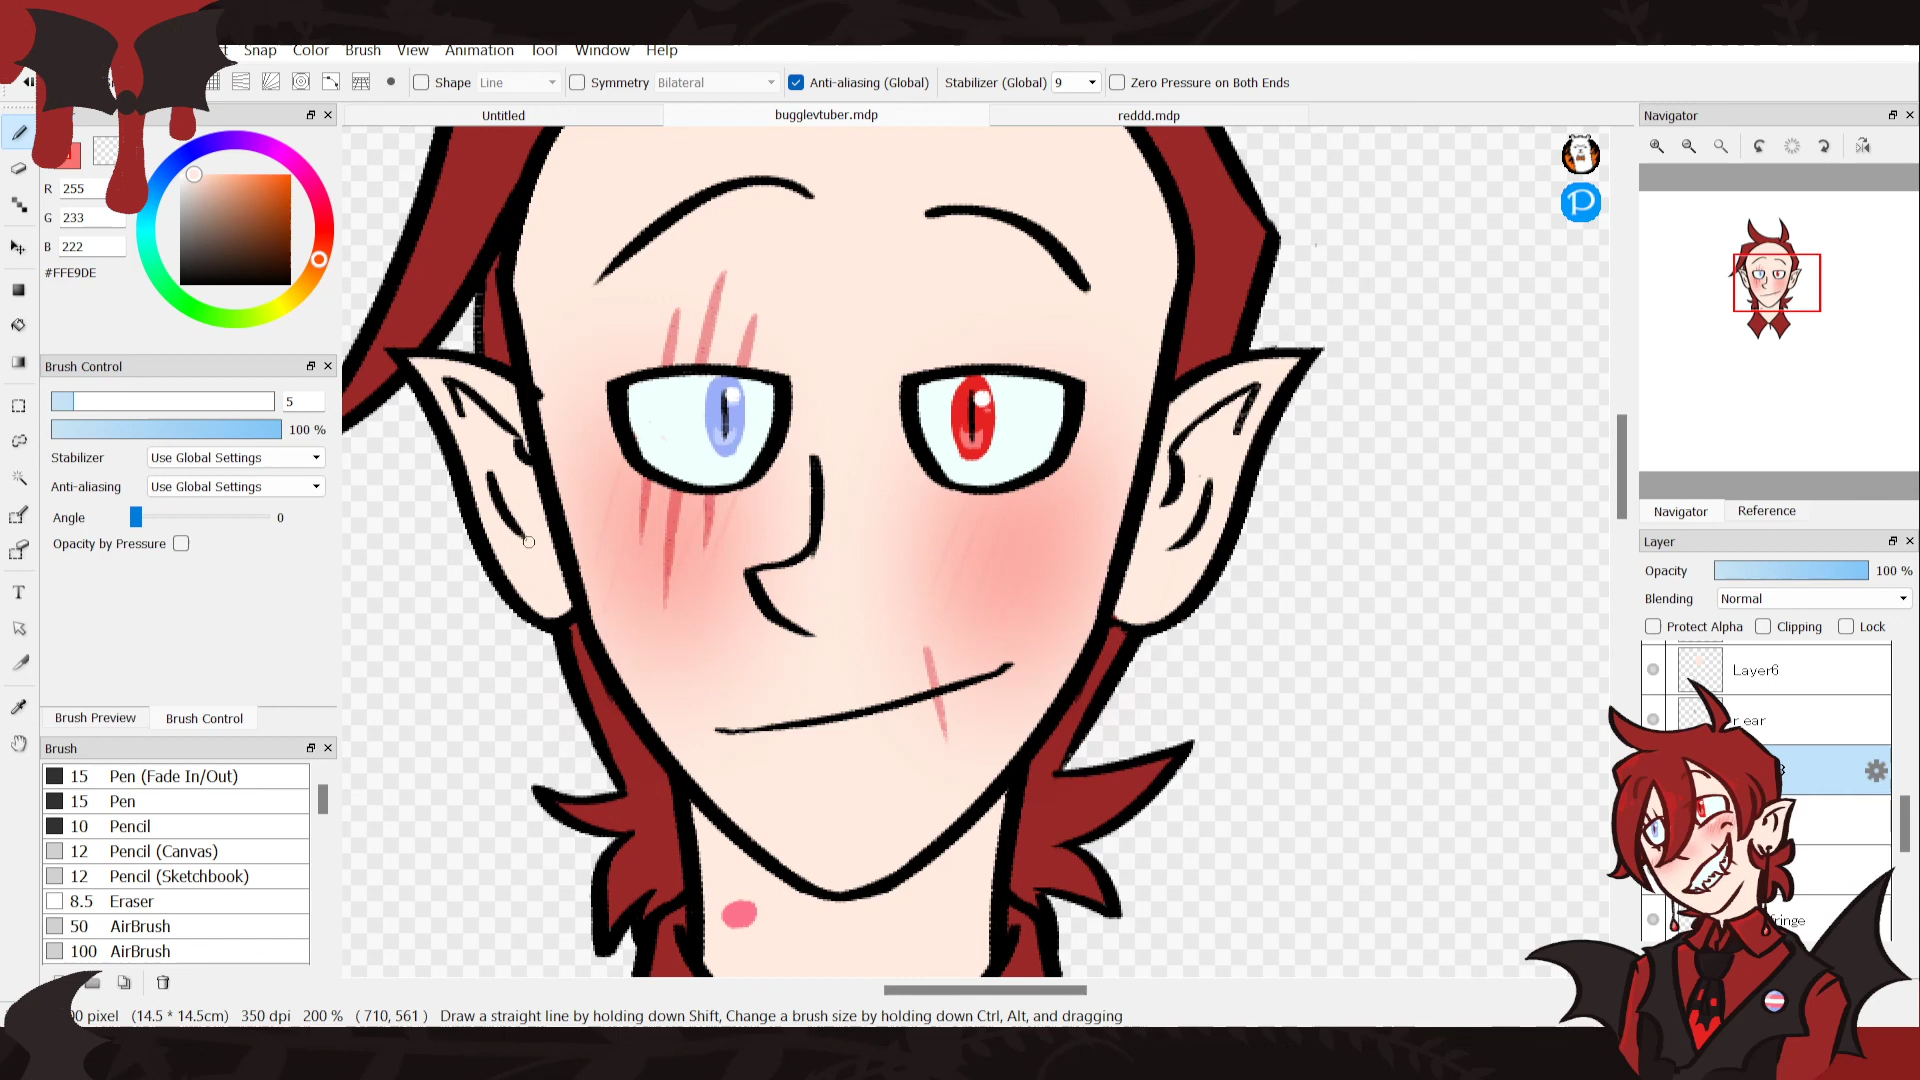 Snap Color Brush View Animation Tool Window Help
Shape Line Symmetry Bilateral Anti-aliasing (Global) Stabilizer (Global) 9 Zero Pressure on Both Ends
Untitled bugglevtuber.mdp reddd.mdp
Navigator
R 255
G 233
B 222
#FFE9DE
Brush Control
5
100 %
Stabilizer Use Global Settings
Anti-aliasing Use Global Settings
Angle 0
Opacity by Pressure
Brush Preview Brush Control
Brush
15 Pen (Fade In/Out)
15 Pen
10 Pencil
12 Pencil (Canvas)
12 Pencil (Sketchbook)
8.5 Eraser
50 AirBrush
100 AirBrush
Navigator Reference
Layer
Opacity 100 %
Blending Normal
Protect Alpha Clipping Lock
Layer6
r ear
pixel (14.5 * 14.5cm) 350 dpi 200 % ( 710, 561 ) Draw a straight line by holding down Shift, Change a brush size by holding down Ctrl, Alt, and dragging